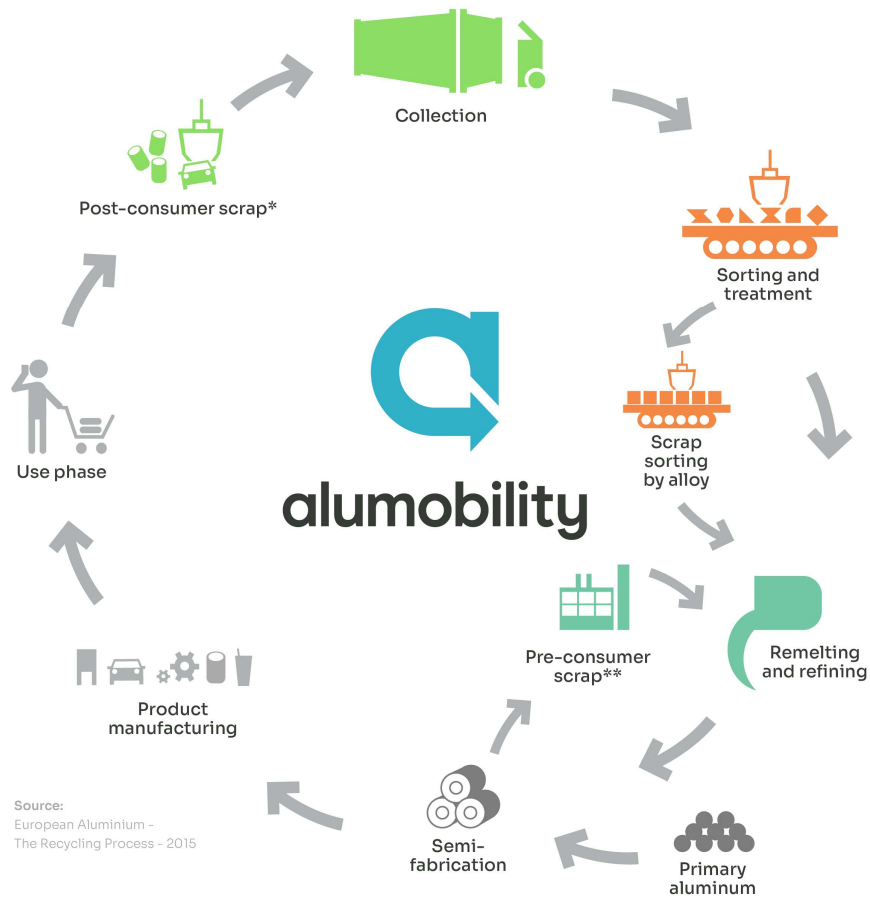 Collection
Post-consumer scrap*
Sorting and
treatment
Scrap
sorting
by alloy
Use phase
alumobility
Pre-consumer
scrap**
Remelting
and refining
Product
manufacturing
Semi-
fabrication
Primary
aluminum
Source:
European Aluminium -
The Recycling Process - 2015